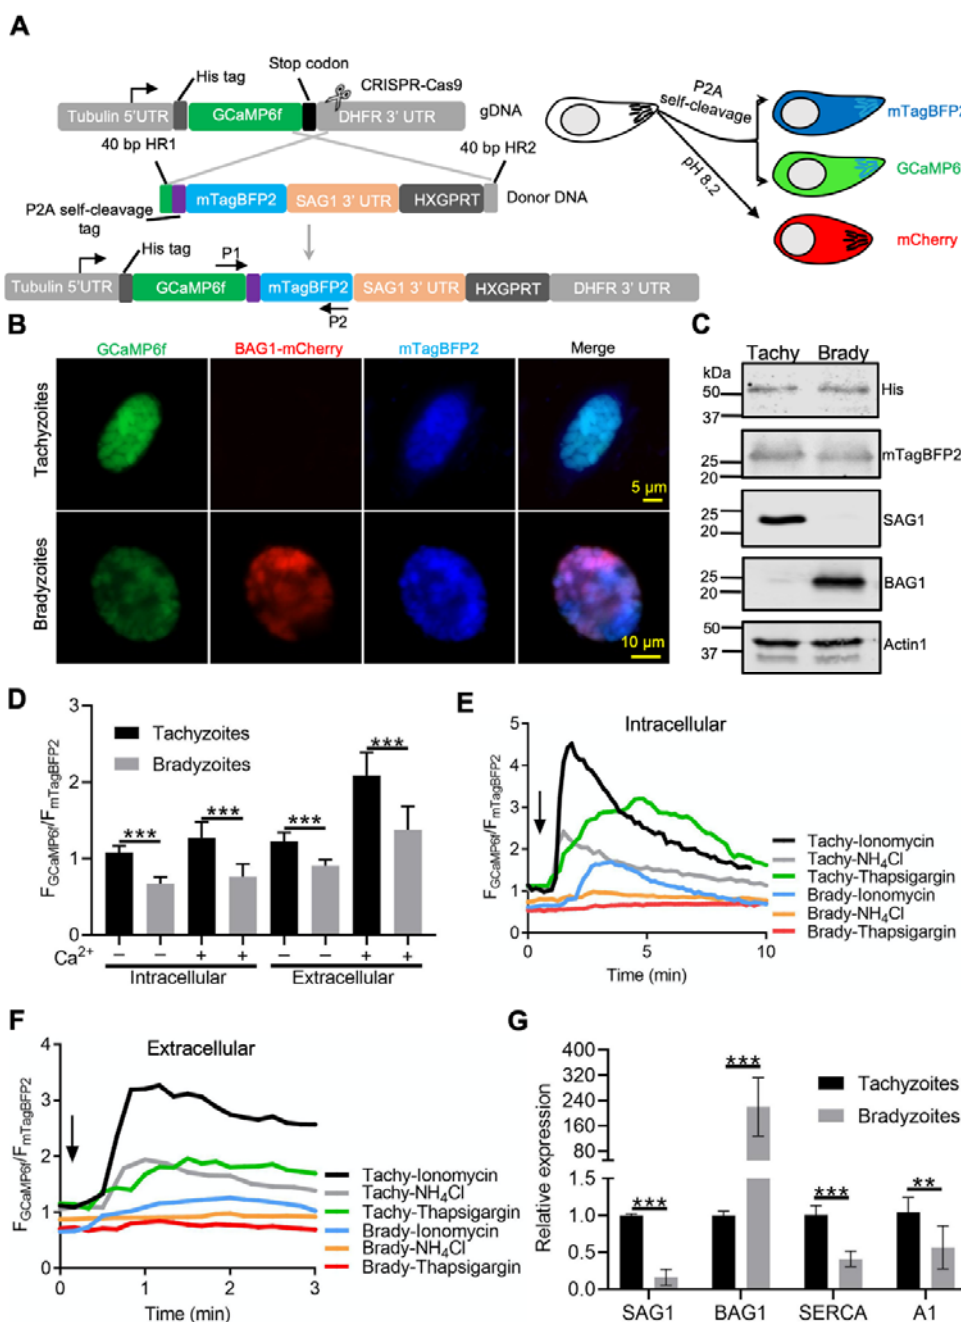 A
Stop codon
His tag
CRISPR-Cas9
Tubulin 5'UTR
GCaMP6f
DHFR 3' UTR
gDNA
40 bp HR1
40 bp HR2
mTagBFP2
SAG1 3' UTR
HXGPRT
Donor DNA
P2A self-cleavage
tag
His tag
P1
Tubulin 5'UTR
GCaMP6f
mTagBFP2
SAG1 3' UTR
HXGPRT
DHFR 3' UTR
P2
P2A
self-cleavage
pH 8.2
mTagBFP2
GCaMP6
mCherry
B
GCaMP6f
BAG1-mCherry
mTagBFP2
Merge
Tachyzoites
5 µm
Bradyzoites
10 µm
C
Tachy Brady
kDa
50
37
His
25
20
mTagBFP2
25
20
SAG1
25
20
BAG1
50
37
Actin1
D
FGCaMP6f/FmTagBFP2
3
2
1
0
Tachyzoites
Bradyzoites
*** *** *** ***
Ca2+ − − + + − − + +
Intracellular Extracellular
E
Intracellular
FGCaMP6f/FmTagBFP2
5
4
3
2
1
0
0 5 10
Time (min)
Tachy-Ionomycin
Tachy-NH4Cl
Tachy-Thapsigargin
Brady-Ionomycin
Brady-NH4Cl
Brady-Thapsigargin
F
Extracellular
FGCaMP6f/FmTagBFP2
4
3
2
1
0
0 1 2 3
Time (min)
Tachy-Ionomycin
Tachy-NH4Cl
Tachy-Thapsigargin
Brady-Ionomycin
Brady-NH4Cl
Brady-Thapsigargin
G
Relative expression
400
320
240
160
80
1.5
1.0
0.5
0.0
Tachyzoites
Bradyzoites
*** *** *** **
SAG1 BAG1 SERCA A1